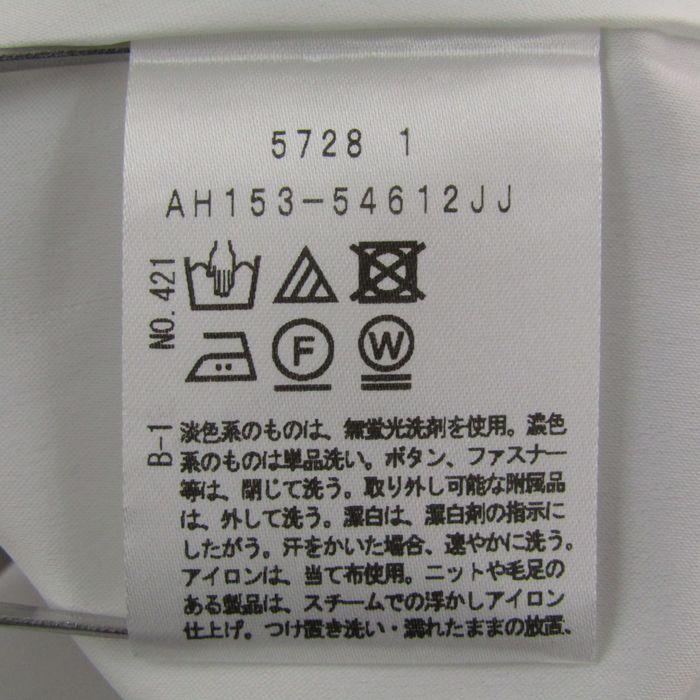 5728 1
AH153-54612JJ
NO.421
F
W
B-1
淡色系のものは、無蛍光洗剤を使用。濃色
系のものは単品洗い。ボタン、ファスナー
等は、閉じて洗う。取り外し可能な附属品
は、外して洗う。漂白は、漂白剤の指示に
したがう。汗をかいた場合、速やかに洗う。
アイロンは、当て布使用。ニットや毛足の
ある製品は、スチームでの浮かしアイロン
仕上げ。つけ置き洗い・濡れたままの放置、